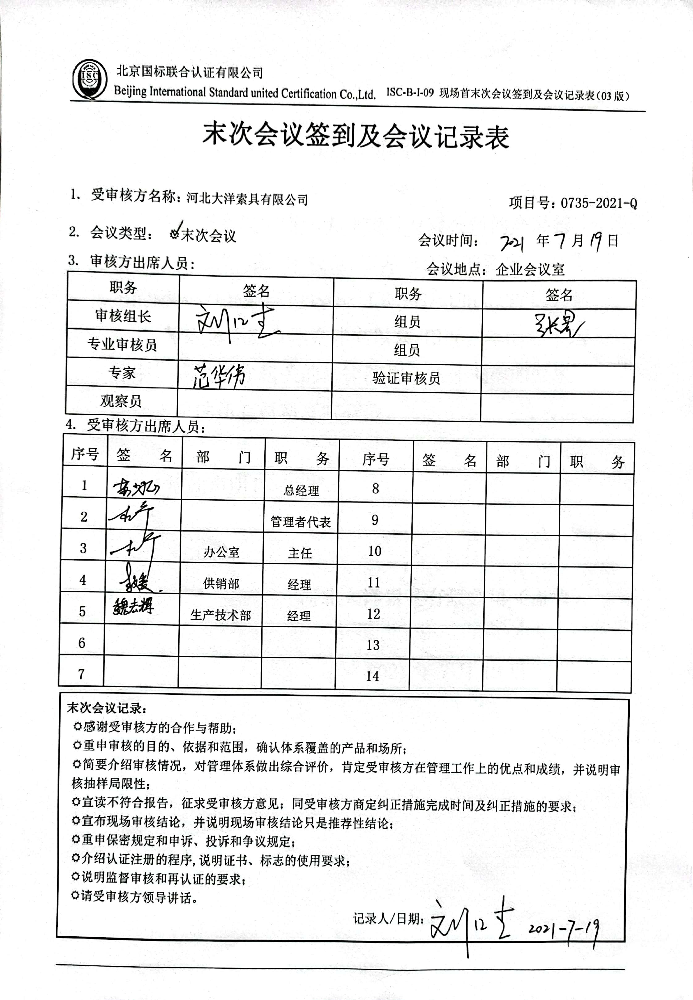 ISC
北京国标联合认证有限公司
Beijing International Standard united Certification Co.,Ltd. ISC-B-I-09 现场首末次会议签到及会议记录表(03 版)
末次会议签到及会议记录表
1. 受审核方名称：河北大洋索具有限公司 项目号：0735-2021-Q
2. 会议类型： 末次会议 会议时间： 2021 年 7 月 19 日
3. 审核方出席人员： 会议地点：企业会议室
职务 签名 职务 签名
审核组长 组员
专业审核员 组员
专家 范华伟 验证审核员
观察员
4. 受审核方出席人员：
序号 签 名 部 门 职 务 序号 签 名 部 门 职 务
1 总经理 8
2 管理者代表 9
3 办公室 主任 10
4 供销部 经理 11
5 魏志辉 生产技术部 经理 12
6 13
7 14
末次会议记录：
✩感谢受审核方的合作与帮助；
✩重申审核的目的、依据和范围，确认体系覆盖的产品和场所；
✩简要介绍审核情况，对管理体系做出综合评价，肯定受审核方在管理工作上的优点和成绩，并说明审
核抽样局限性；
✩宣读不符合报告，征求受审核方意见；同受审核方商定纠正措施完成时间及纠正措施的要求；
✩宣布现场审核结论，并说明现场审核结论只是推荐性结论；
✩重申保密规定和申诉、投诉和争议规定；
✩介绍认证注册的程序,说明证书、标志的使用要求；
✩说明监督审核和再认证的要求；
✩请受审核方领导讲话。
记录人/日期： 2021-7-19